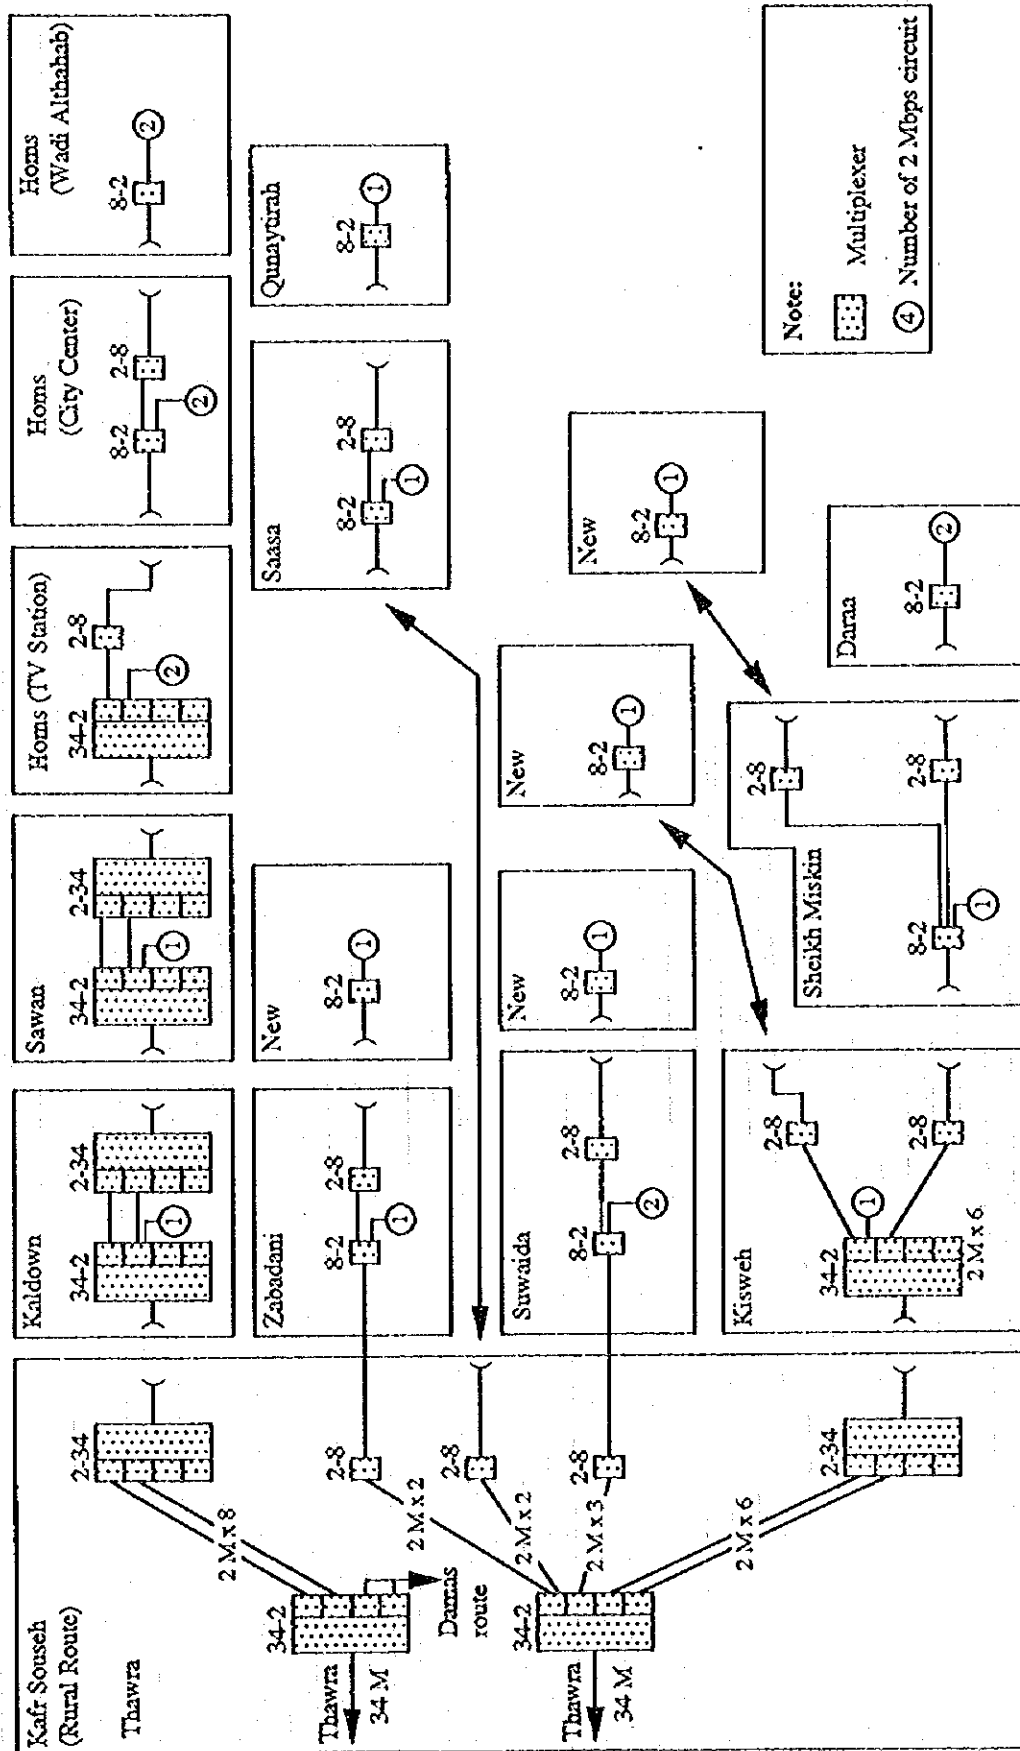 Kafr Souseh
(Rural Route)
Thawra
Thawra
34 M
34-2
Damas
route
2 M x 8
2-34
Thawra
34 M
34-2
2 M x 2
2-8
2 M x 2
2-8
2 M x 3
2-8
2 M x 6
2-34
Kaldown
34-2
1
2-34
Sawan
34-2
1
2-34
Homs (TV Station)
34-2
2
2-8
Homs
(City Center)
8-2
2
2-8
Homs
(Wadi Althahab)
8-2
2
Zabadani
8-2
1
2-8
New
8-2
1
Saasa
8-2
1
2-8
Qunaytirah
8-2
1
Suwaida
8-2
2
2-8
New
8-2
1
New
8-2
1
New
8-2
1
Kisweh
34-2
2 M x 6
1
2-8
2-8
Sheikh Miskin
8-2
1
2-8
2-8
Daraa
8-2
2
Note:
Multiplexer
4 Number of 2 Mbps circuit